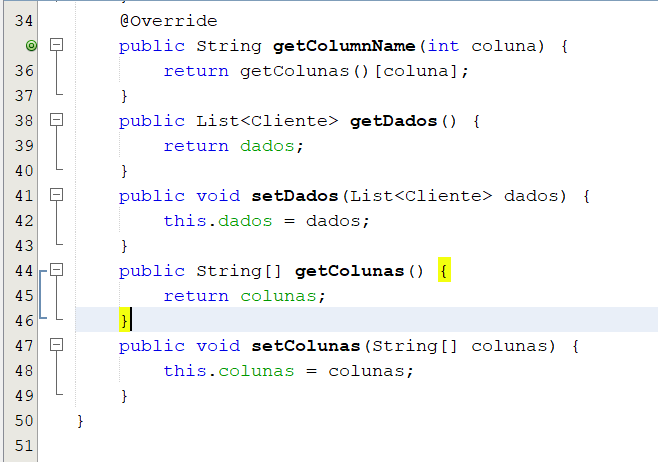 34 @Override
public String getColumnName(int coluna) {
36 return getColunas()[coluna];
37 }
38 public List<Cliente> getDados() {
39 return dados;
40 }
41 public void setDados(List<Cliente> dados) {
42 this.dados = dados;
43 }
44 public String[] getColunas() {
45 return colunas;
46 }
47 public void setColunas(String[] colunas) {
48 this.colunas = colunas;
49 }
50 }
51